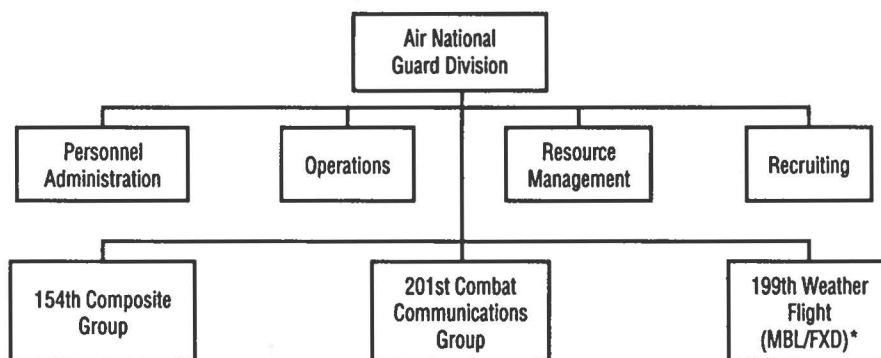 Air National
Guard Division
Personnel
Administration
Operations
Resource
Management
Recruiting
154th Composite
Group
201st Combat
Communications
Group
199th Weather
Flight
(MBL/FXD)*